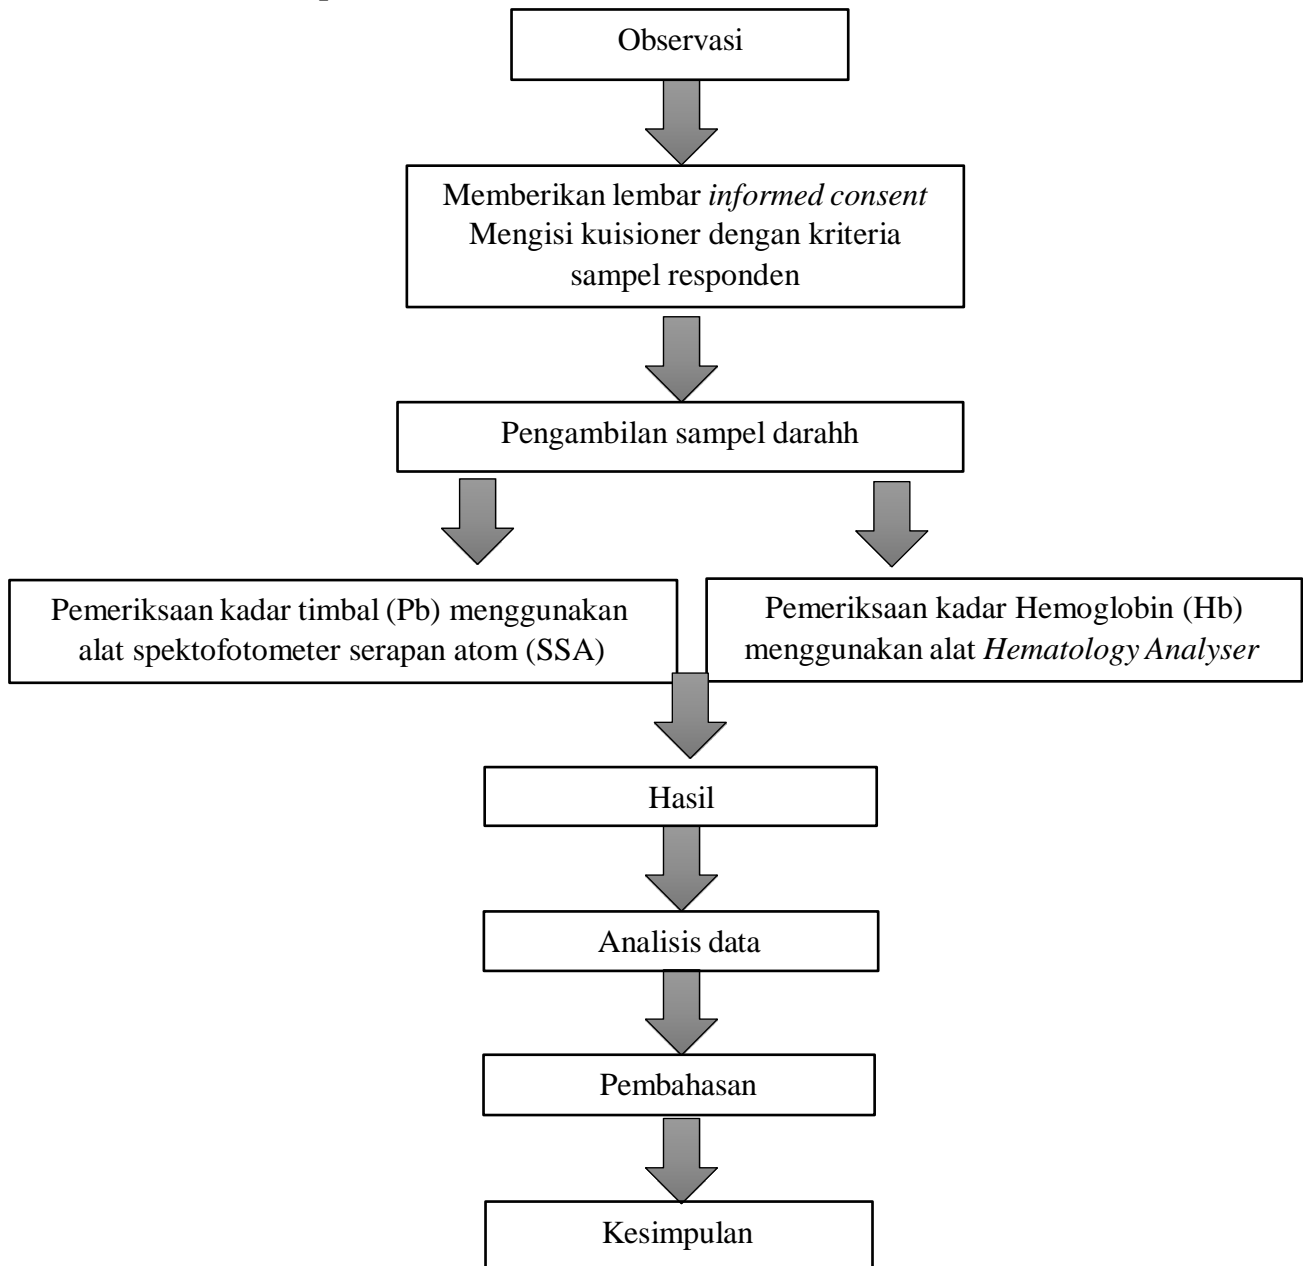 Observasi
Memberikan lembar informed consent
Mengisi kuisioner dengan kriteria
sampel responden
Pengambilan sampel darahh
Pemeriksaan kadar timbal (Pb) menggunakan
alat spektofotometer serapan atom (SSA)
Pemeriksaan kadar Hemoglobin (Hb)
menggunakan alat Hematology Analyser
Hasil
Analisis data
Pembahasan
Kesimpulan